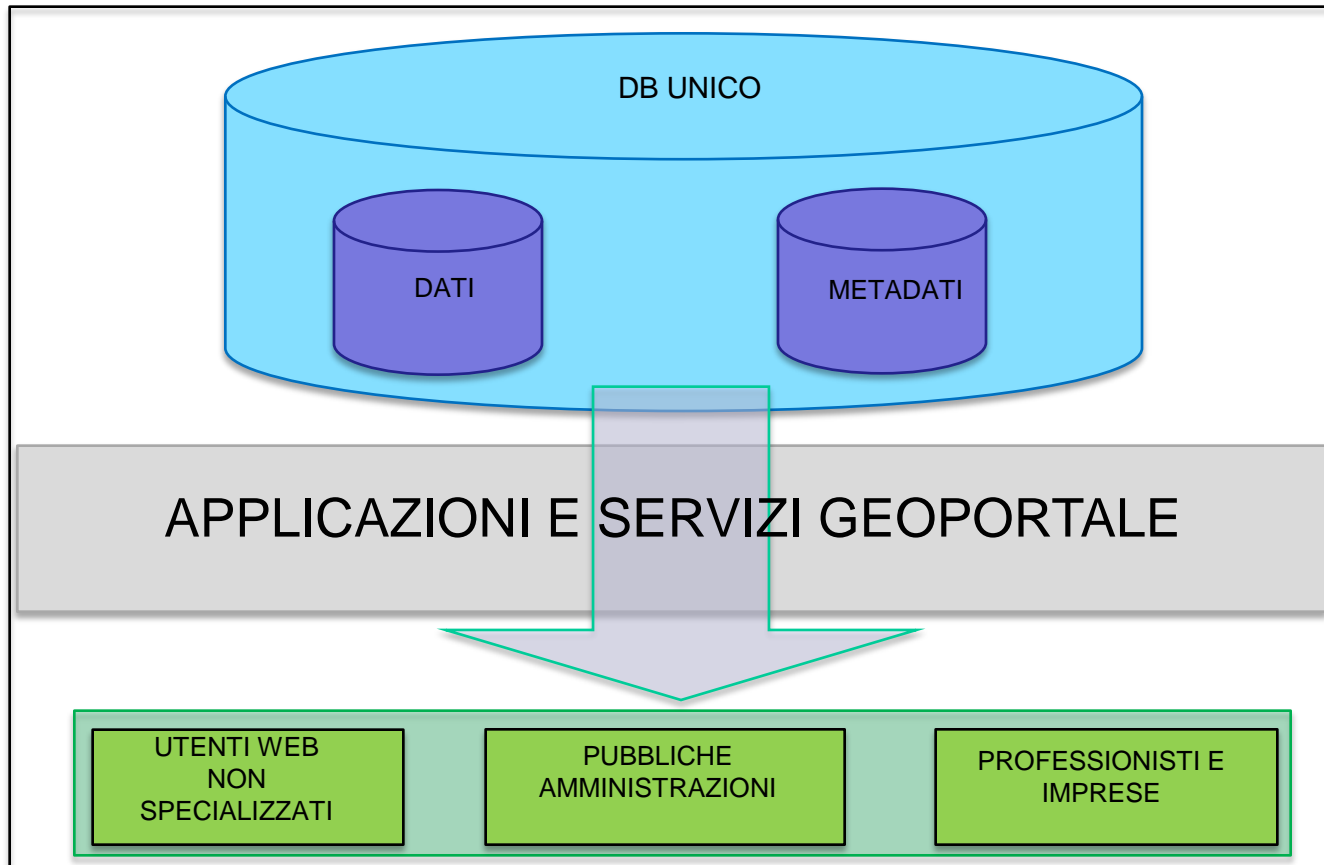 DB UNICO
DATI
METADATI
APPLICAZIONI E SERVIZI GEOPORTALE
UTENTI WEB
NON
SPECIALIZZATI
PUBBLICHE
AMMINISTRAZIONI
PROFESSIONISTI E
IMPRESE